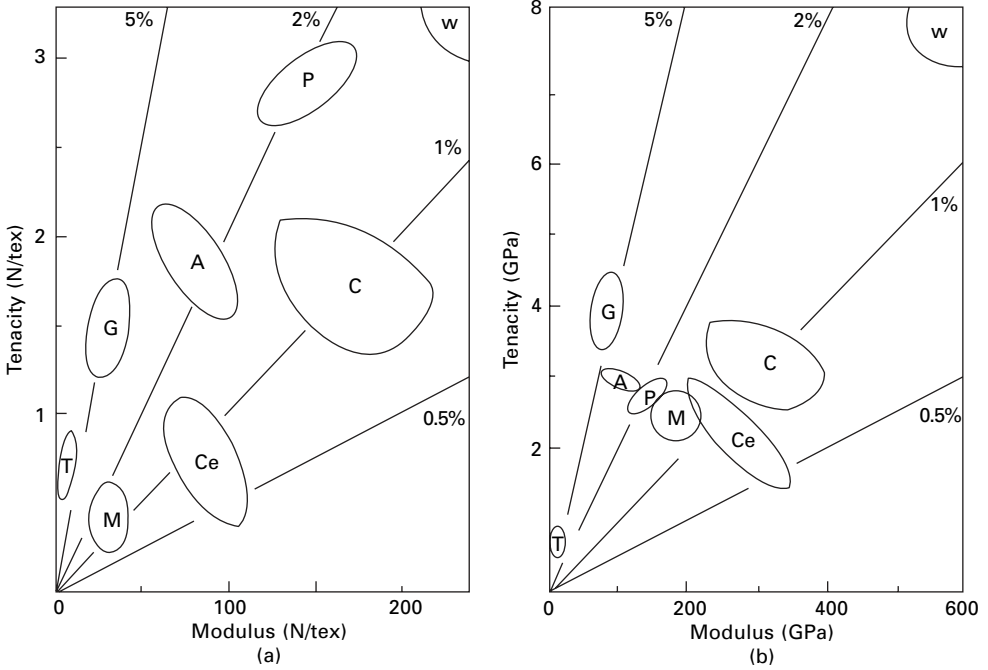 5%
2%
w
3
P
1%
2
A
C
G
1
0.5%
Ce
T
M
0
100
200
Tenacity (N/tex)
Modulus (N/tex)
(a)
8
5%
2%
w
6
1%
4
G
C
A
P
M
0.5%
2
Ce
T
0
200
400
600
Tenacity (GPa)
Modulus (GPa)
(b)